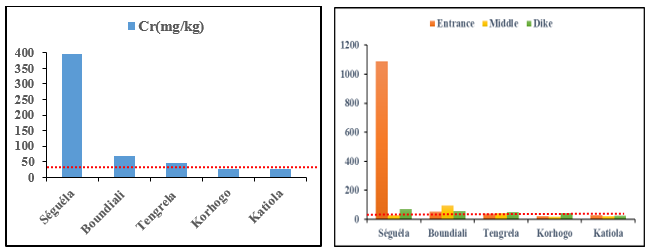 Cr(mg/kg)
400
350
300
250
200
150
100
50
0
Séguéla
Boundiali
Tengrela
Korhogo
Katiola
Entrance Middle Dike
1200
1000
800
600
400
200
0
Séguéla Boundiali Tengrela Korhogo Katiola